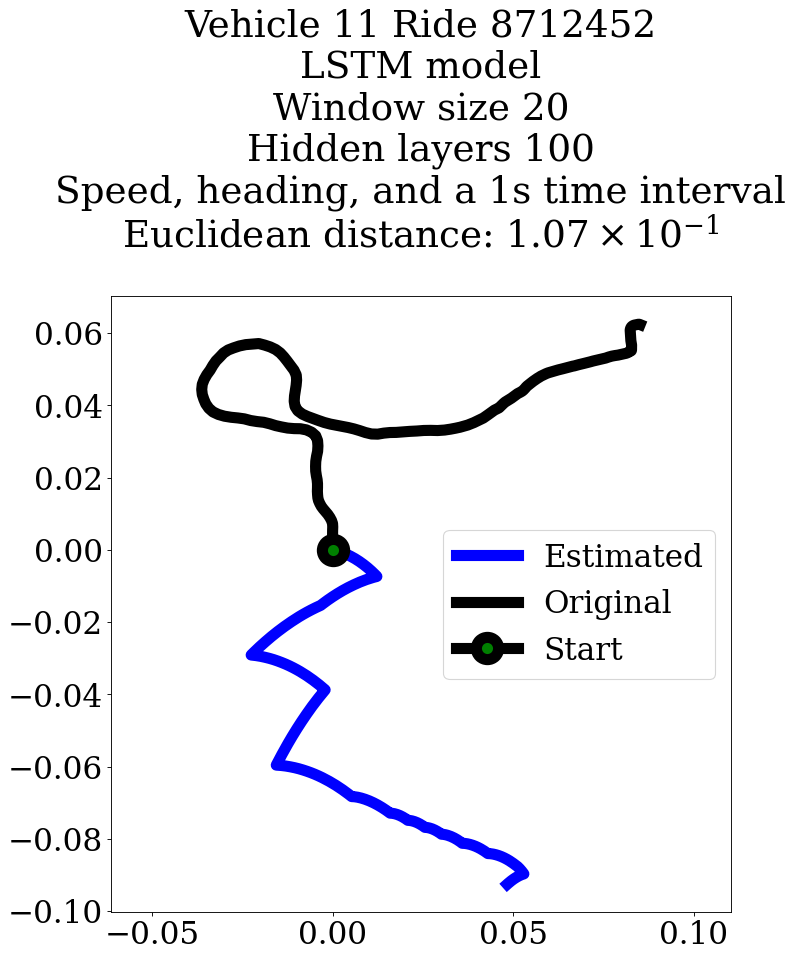 Vehicle 11 Ride 8712452
LSTM model
Window size 20
Hidden layers 100
Speed, heading, and a 1s time interval
Euclidean distance: 1.07 × 10⁻¹
0.06
0.04
0.02
0.00
−0.02
−0.04
−0.06
−0.08
−0.10
Estimated
Original
Start
−0.05
0.00
0.05
0.10